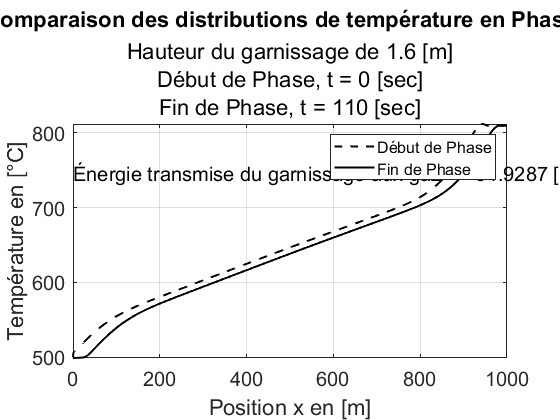 omparaison des distributions de température en Phas
Hauteur du garnissage de 1.6 [m]
Début de Phase, t = 0 [sec]
Fin de Phase, t = 110 [sec]
Température en [°C]
800
700
600
500
Début de Phase
Fin de Phase
Énergie transmise du garnissage .9287 [
0
200
400
600
800
1000
Position x en [m]